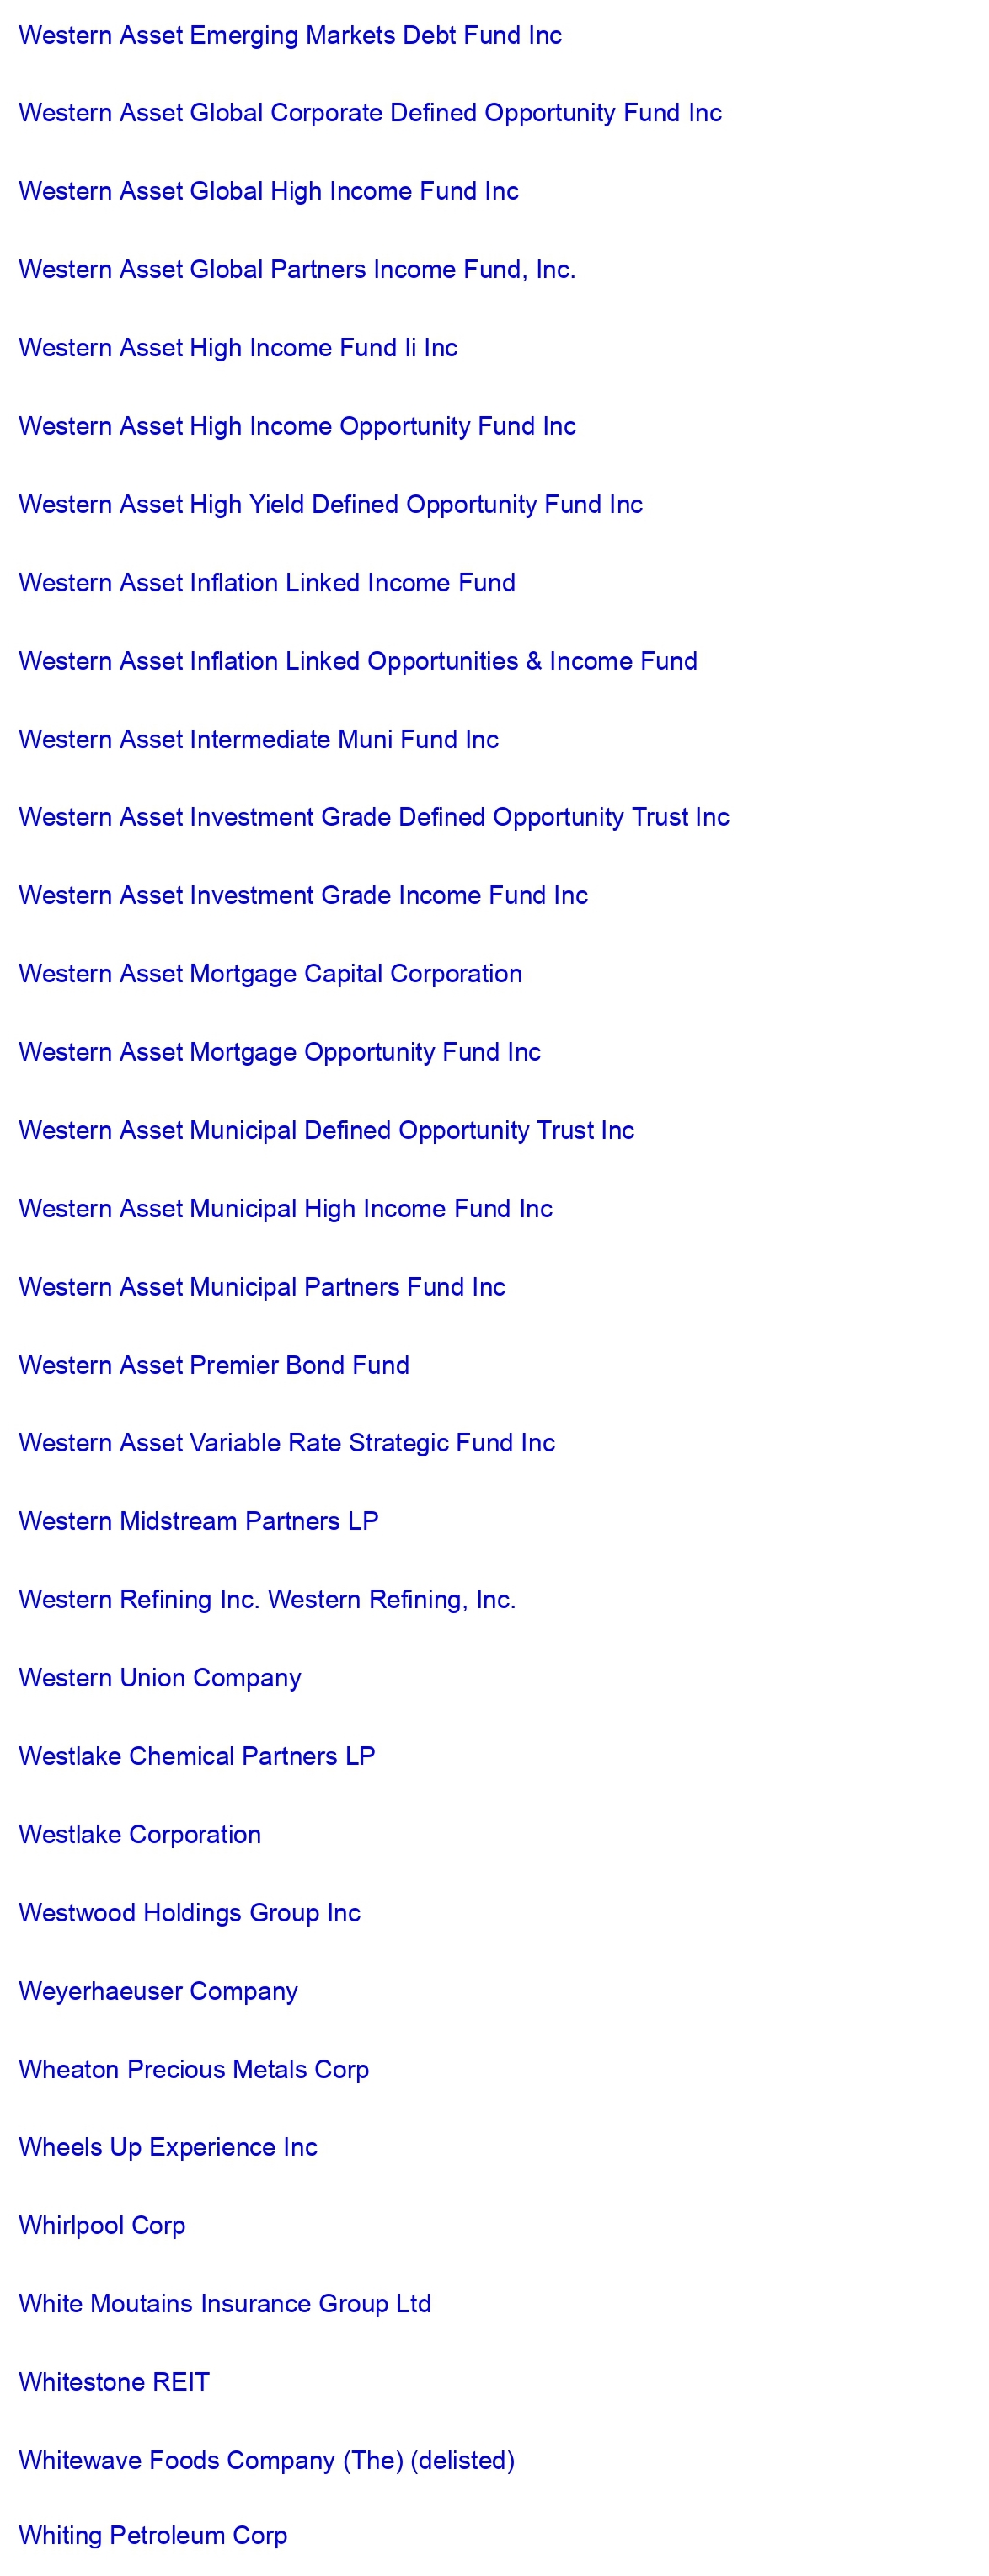 Western Asset Emerging Markets Debt Fund Inc
Western Asset Global Corporate Defined Opportunity Fund Inc
Western Asset Global High Income Fund Inc
Western Asset Global Partners Income Fund, Inc.
Western Asset High Income Fund Ii Inc
Western Asset High Income Opportunity Fund Inc
Western Asset High Yield Defined Opportunity Fund Inc
Western Asset Inflation Linked Income Fund
Western Asset Inflation Linked Opportunities & Income Fund
Western Asset Intermediate Muni Fund Inc
Western Asset Investment Grade Defined Opportunity Trust Inc
Western Asset Investment Grade Income Fund Inc
Western Asset Mortgage Capital Corporation
Western Asset Mortgage Opportunity Fund Inc
Western Asset Municipal Defined Opportunity Trust Inc
Western Asset Municipal High Income Fund Inc
Western Asset Municipal Partners Fund Inc
Western Asset Premier Bond Fund
Western Asset Variable Rate Strategic Fund Inc
Western Midstream Partners LP
Western Refining Inc. Western Refining, Inc.
Western Union Company
Westlake Chemical Partners LP
Westlake Corporation
Westwood Holdings Group Inc
Weyerhaeuser Company
Wheaton Precious Metals Corp
Wheels Up Experience Inc
Whirlpool Corp
White Moutains Insurance Group Ltd
Whitestone REIT
Whitewave Foods Company (The) (delisted)
Whiting Petroleum Corp